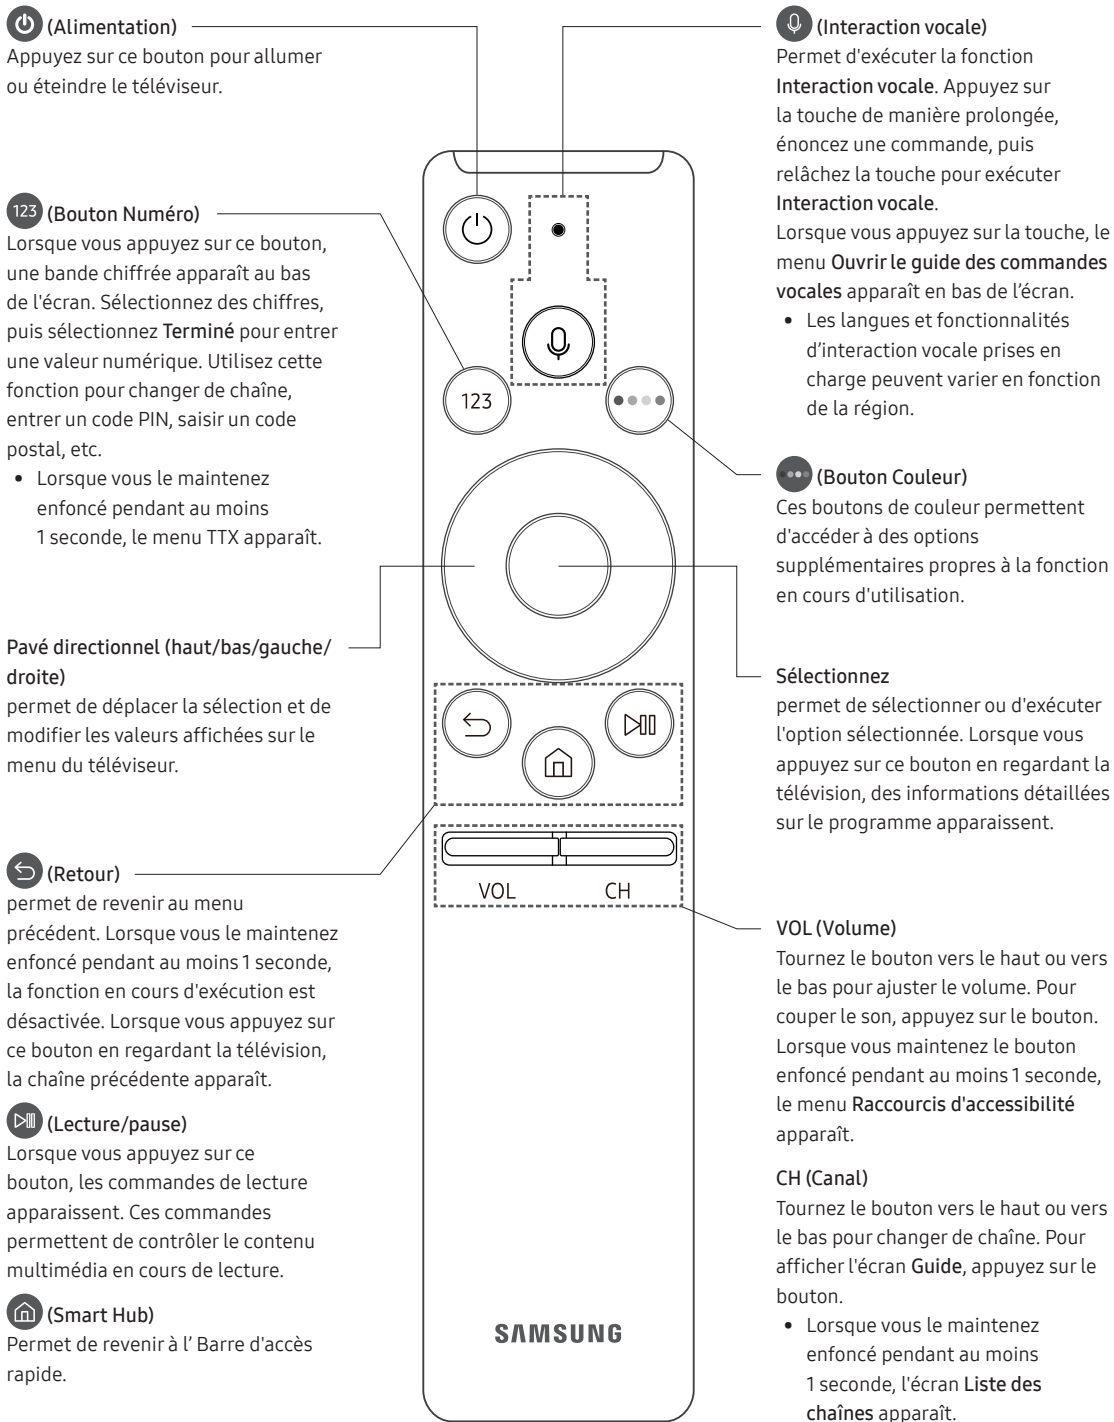 (Alimentation)
Appuyez sur ce bouton pour allumer
ou éteindre le téléviseur.
123 (Bouton Numéro)
Lorsque vous appuyez sur ce bouton,
une bande chiffrée apparaît au bas
de l'écran. Sélectionnez des chiffres,
puis sélectionnez Terminé pour entrer
une valeur numérique. Utilisez cette
fonction pour changer de chaîne,
entrer un code PIN, saisir un code
postal, etc.
• Lorsque vous le maintenez
enfoncé pendant au moins
1 seconde, le menu TTX apparaît.
Pavé directionnel (haut/bas/gauche/
droite)
permet de déplacer la sélection et de
modifier les valeurs affichées sur le
menu du téléviseur.
(Retour)
permet de revenir au menu
précédent. Lorsque vous le maintenez
enfoncé pendant au moins 1 seconde,
la fonction en cours d'exécution est
désactivée. Lorsque vous appuyez sur
ce bouton en regardant la télévision,
la chaîne précédente apparaît.
(Lecture/pause)
Lorsque vous appuyez sur ce
bouton, les commandes de lecture
apparaissent. Ces commandes
permettent de contrôler le contenu
multimédia en cours de lecture.
(Smart Hub)
Permet de revenir à l’ Barre d'accès
rapide.
123
VOL CH
SAMSUNG
(Interaction vocale)
Permet d'exécuter la fonction
Interaction vocale. Appuyez sur
la touche de manière prolongée,
énoncez une commande, puis
relâchez la touche pour exécuter
Interaction vocale.
Lorsque vous appuyez sur la touche, le
menu Ouvrir le guide des commandes
vocales apparaît en bas de l’écran.
• Les langues et fonctionnalités
d’interaction vocale prises en
charge peuvent varier en fonction
de la région.
(Bouton Couleur)
Ces boutons de couleur permettent
d'accéder à des options
supplémentaires propres à la fonction
en cours d'utilisation.
Sélectionnez
permet de sélectionner ou d'exécuter
l'option sélectionnée. Lorsque vous
appuyez sur ce bouton en regardant la
télévision, des informations détaillées
sur le programme apparaissent.
VOL (Volume)
Tournez le bouton vers le haut ou vers
le bas pour ajuster le volume. Pour
couper le son, appuyez sur le bouton.
Lorsque vous maintenez le bouton
enfoncé pendant au moins 1 seconde,
le menu Raccourcis d'accessibilité
apparaît.
CH (Canal)
Tournez le bouton vers le haut ou vers
le bas pour changer de chaîne. Pour
afficher l'écran Guide, appuyez sur le
bouton.
• Lorsque vous le maintenez
enfoncé pendant au moins
1 seconde, l'écran Liste des
chaînes apparaît.